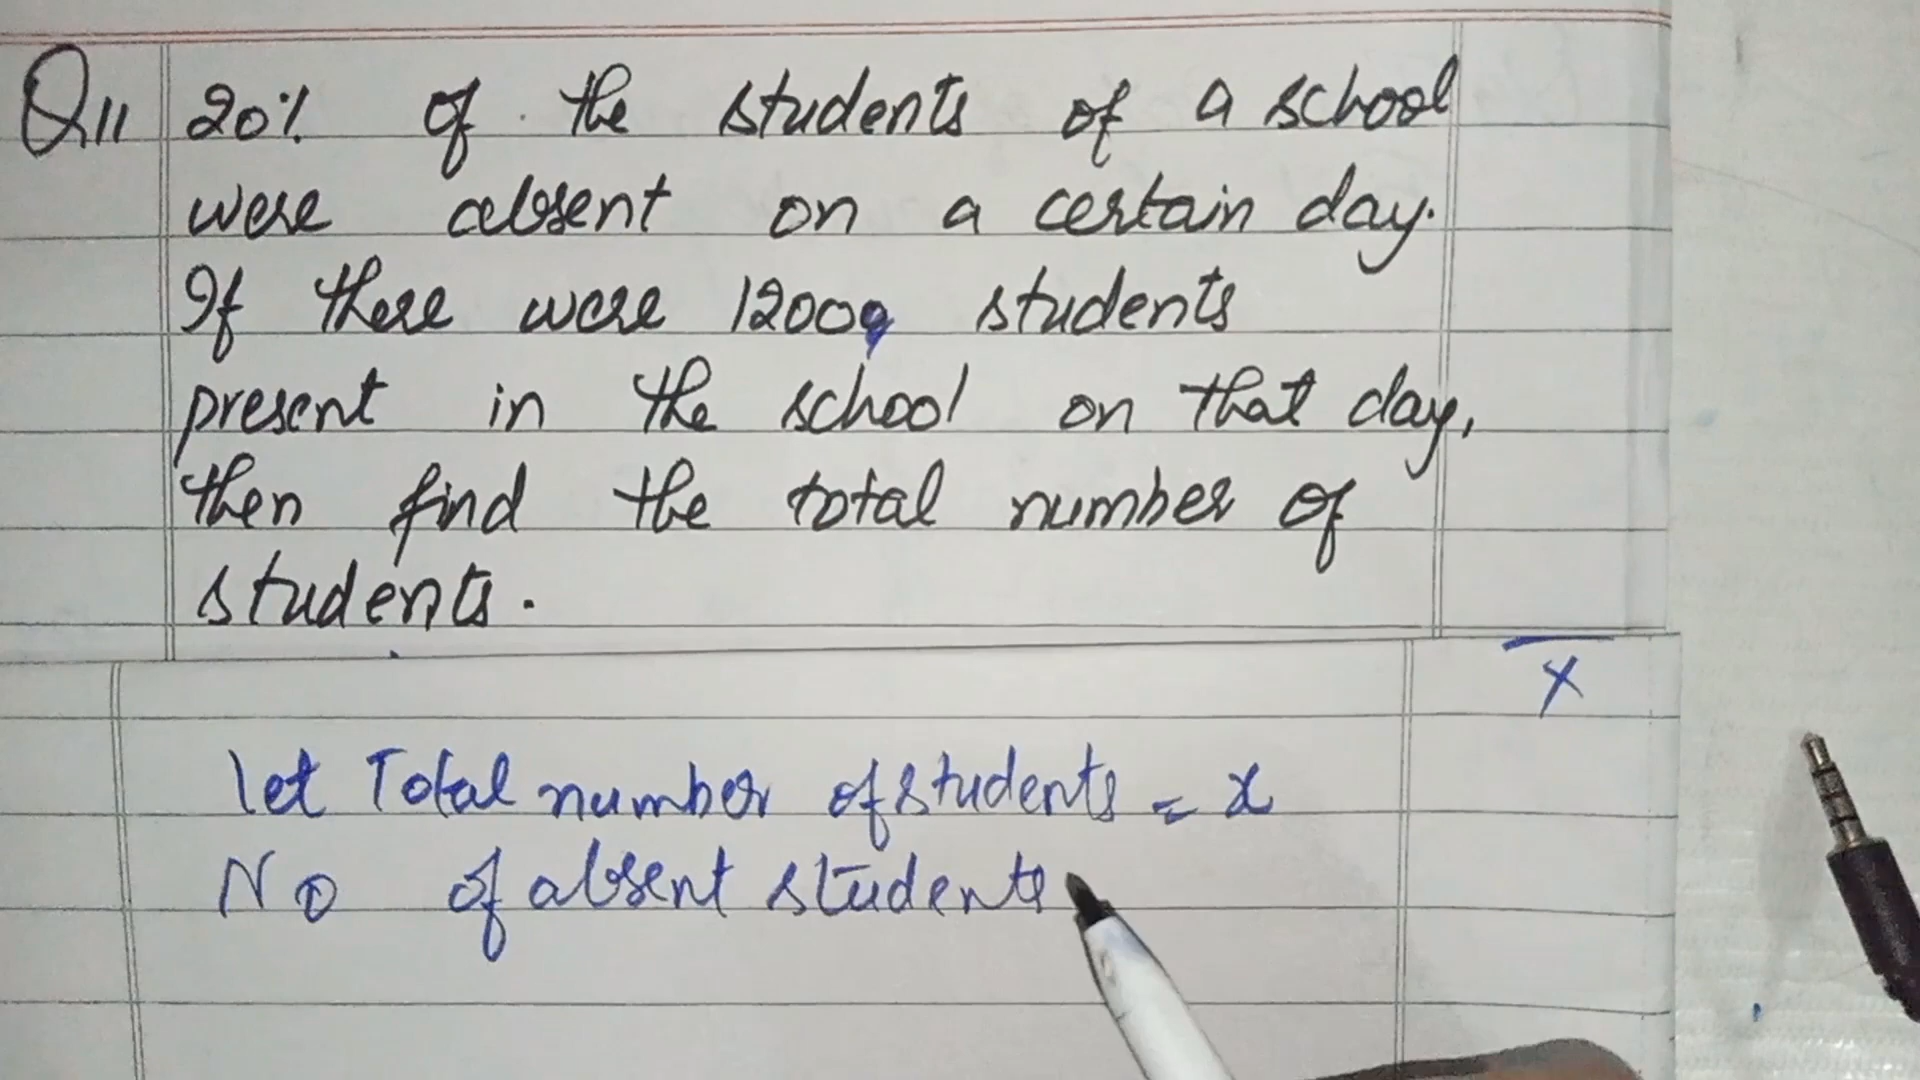 Q11 20% of the students of a school
were absent on a certain day.
If there were 12000 students
present in the school on that day,
then find the total number of
students.
x
let Total number of students = x
No of absent students